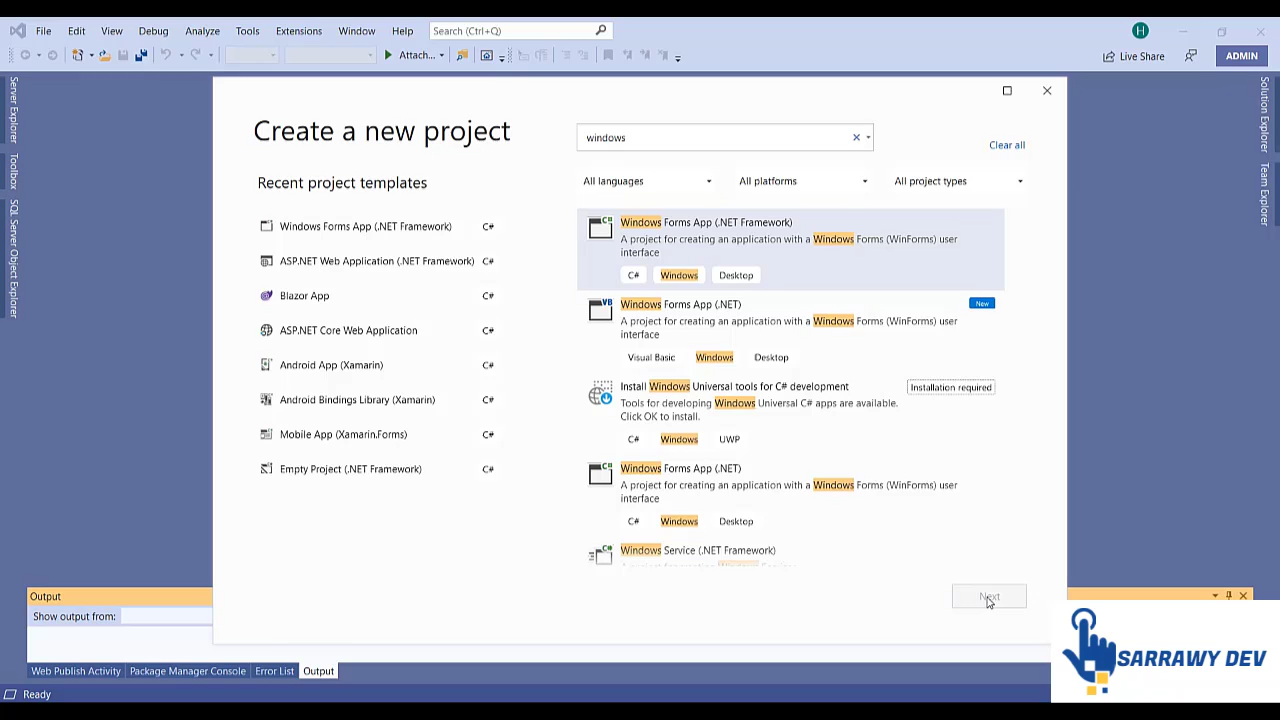 File Edit View Debug Analyze Tools Extensions Window Help Search (Ctrl+Q) H
Attach... Live Share ADMIN
Server Explorer
Toolbox
SQL Server Object Explorer
Solution Explorer
Team Explorer
Create a new project
windows
Clear all
Recent project templates
All languages All platforms All project types
Windows Forms App (.NET Framework) C#
ASP.NET Web Application (.NET Framework) C#
Blazor App C#
ASP.NET Core Web Application C#
Android App (Xamarin) C#
Android Bindings Library (Xamarin) C#
Mobile App (Xamarin.Forms) C#
Empty Project (.NET Framework) C#
Windows Forms App (.NET Framework)
A project for creating an application with a Windows Forms (WinForms) user
interface
C# Windows Desktop
Windows Forms App (.NET) New
A project for creating an application with a Windows Forms (WinForms) user
interface
Visual Basic Windows Desktop
Install Windows Universal tools for C# development Installation required
Tools for developing Windows Universal C# apps are available.
Click OK to install.
C# Windows UWP
Windows Forms App (.NET)
A project for creating an application with a Windows Forms (WinForms) user
interface
C# Windows Desktop
Windows Service (.NET Framework)
Next
Output
Show output from:
Web Publish Activity Package Manager Console Error List Output
Ready
SARRAWY DEV